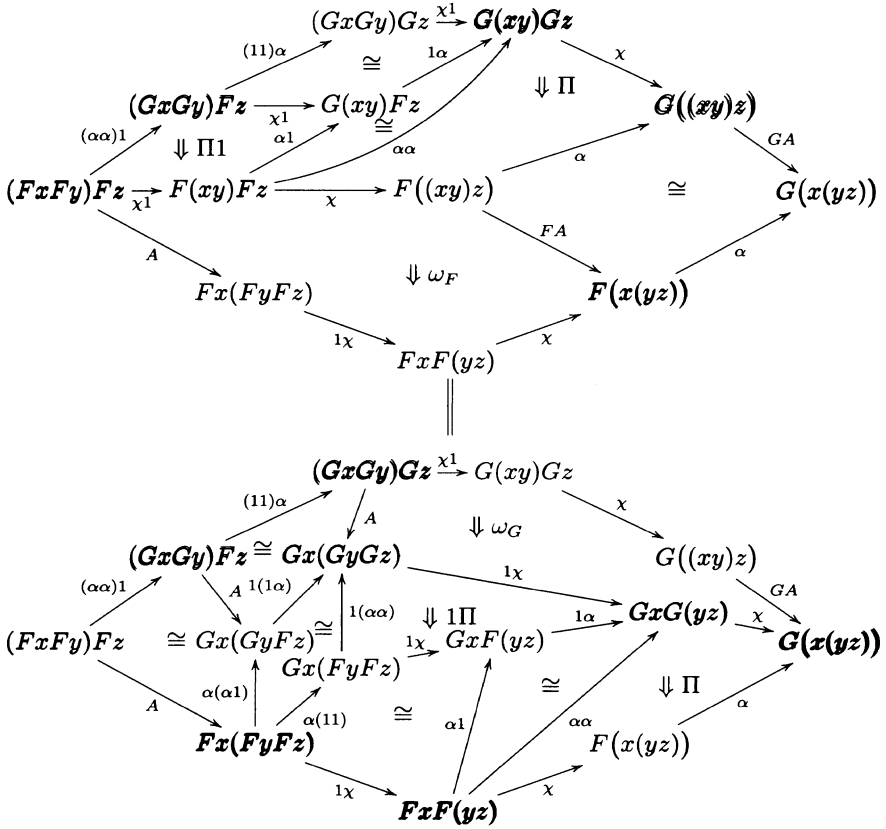 (GxGy)Gz χ1 G(xy)Gz
(11)α ≅ 1α χ
⇓ Π
(GxGy)Fz χ1 G(xy)Fz G((xy)z)
≅
(αα)1 ⇓ Π1 α1 αα α GA
(FxFy)Fz χ1 F(xy)Fz χ F((xy)z) ≅ G(x(yz))
A ⇓ ω_F FA α
Fx(FyFz) F(x(yz))
1χ χ
FxF(yz)
(GxGy)Gz χ1 G(xy)Gz
(11)α A ⇓ ω_G χ
(GxGy)Fz ≅ Gx(GyGz) G((xy)z)
1χ GA
(αα)1 A 1(1α) 1(αα) ⇓ 1Π 1α GxG(yz) χ
(FxFy)Fz ≅ Gx(GyFz) ≅ 1χ GxF(yz) G(x(yz))
Gx(FyFz)
A α(α1) α(11) ≅ ≅ ⇓ Π α
α1 αα
Fx(FyFz) F(x(yz))
1χ χ
FxF(yz)